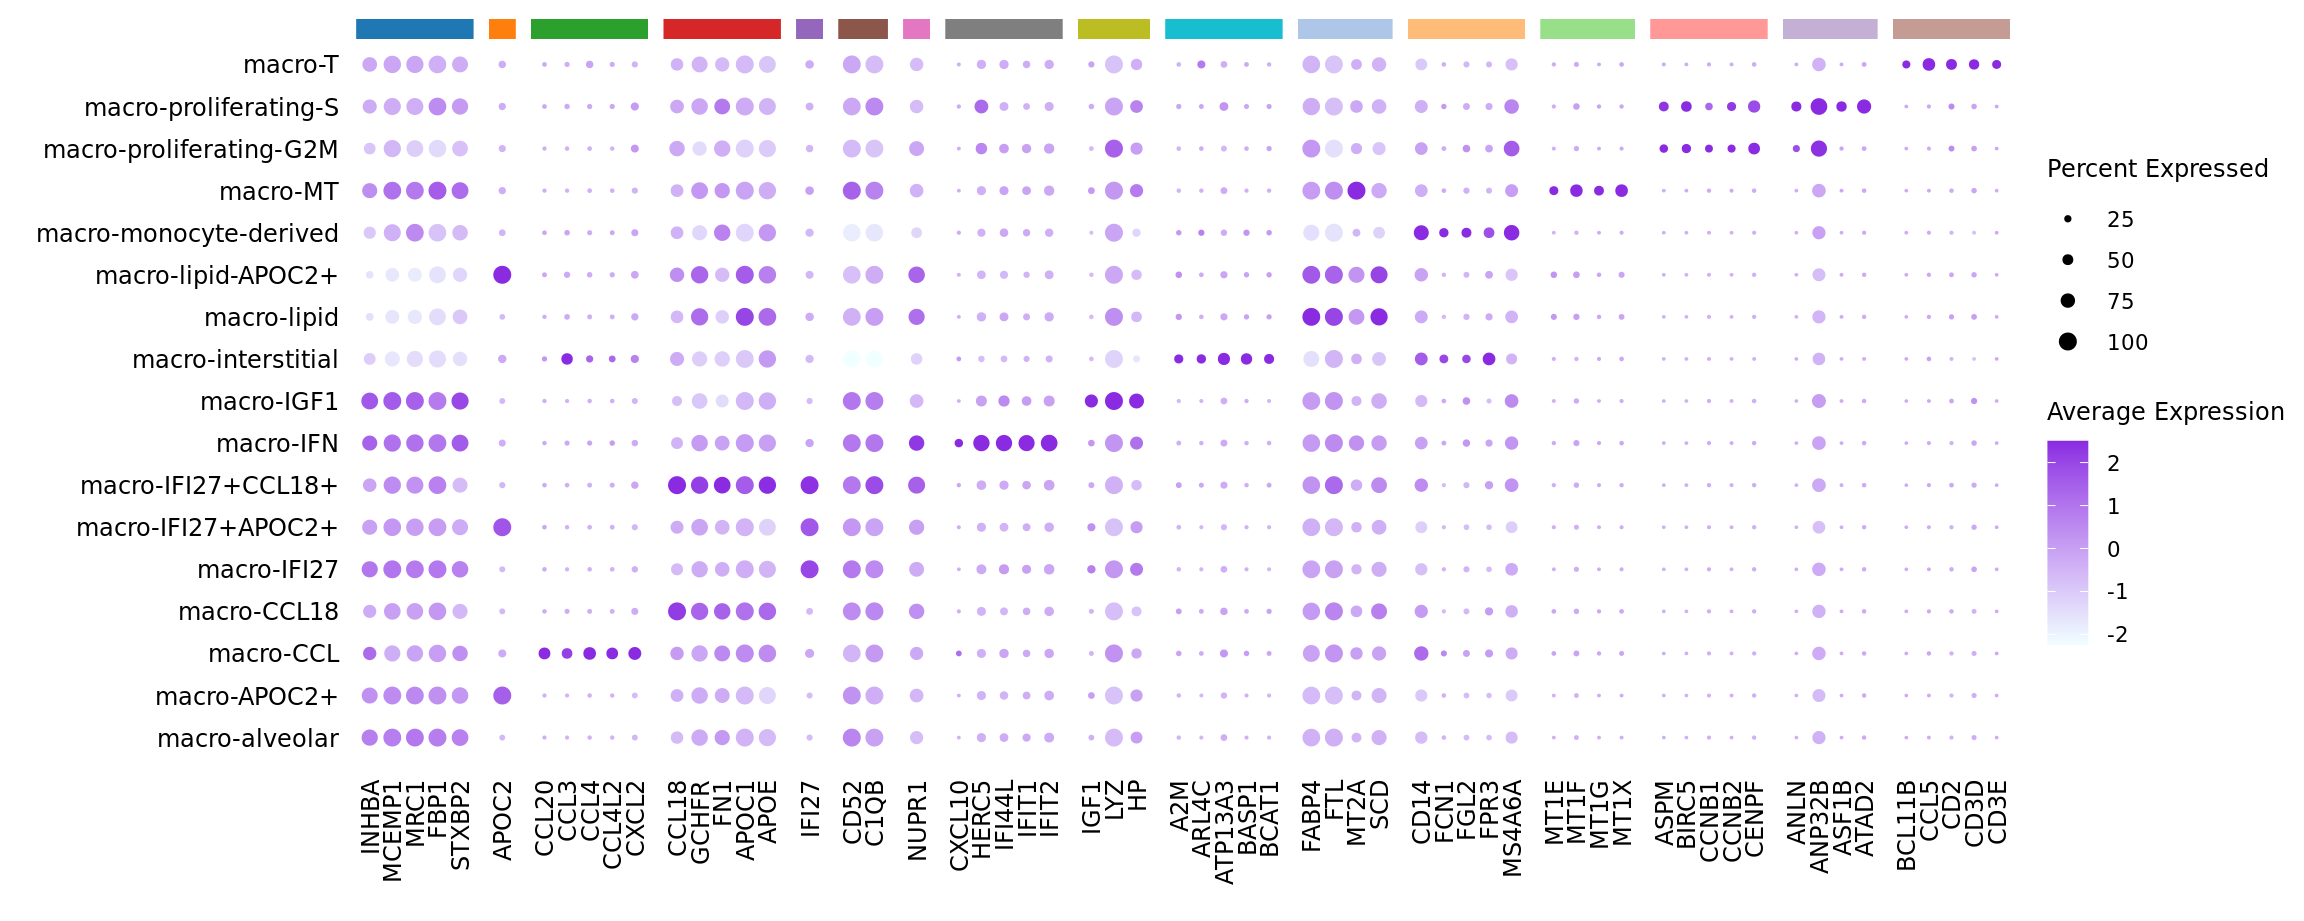 macro-T
macro-proliferating-S
macro-proliferating-G2M
macro-MT
macro-monocyte-derived
macro-lipid-APOC2+
macro-lipid
macro-interstitial
macro-IGF1
macro-IFN
macro-IFI27+CCL18+
macro-IFI27+APOC2+
macro-IFI27
macro-CCL18
macro-CCL
macro-APOC2+
macro-alveolar
INHBA
MCEMP1
MRC1
FBP1
STXBP2
APOC2
CCL20
CCL3
CCL4
CCL4L2
CXCL2
CCL18
GCHFR
FN1
APOC1
APOE
IFI27
CD52
C1QB
NUPR1
CXCL10
HERC5
IFI44L
IFIT1
IFIT2
IGF1
LYZ
HP
A2M
ARL4C
ATP13A3
BASP1
BCAT1
FABP4
FTL
MT2A
SCD
CD14
FCN1
FGL2
FPR3
MS4A6A
MT1E
MT1F
MT1G
MT1X
ASPM
BIRC5
CCNB1
CCNB2
CENPF
ANLN
ANP32B
ASF1B
ATAD2
BCL11B
CCL5
CD2
CD3D
CD3E
Percent Expressed
25
50
75
100
Average Expression
2
1
0
-1
-2